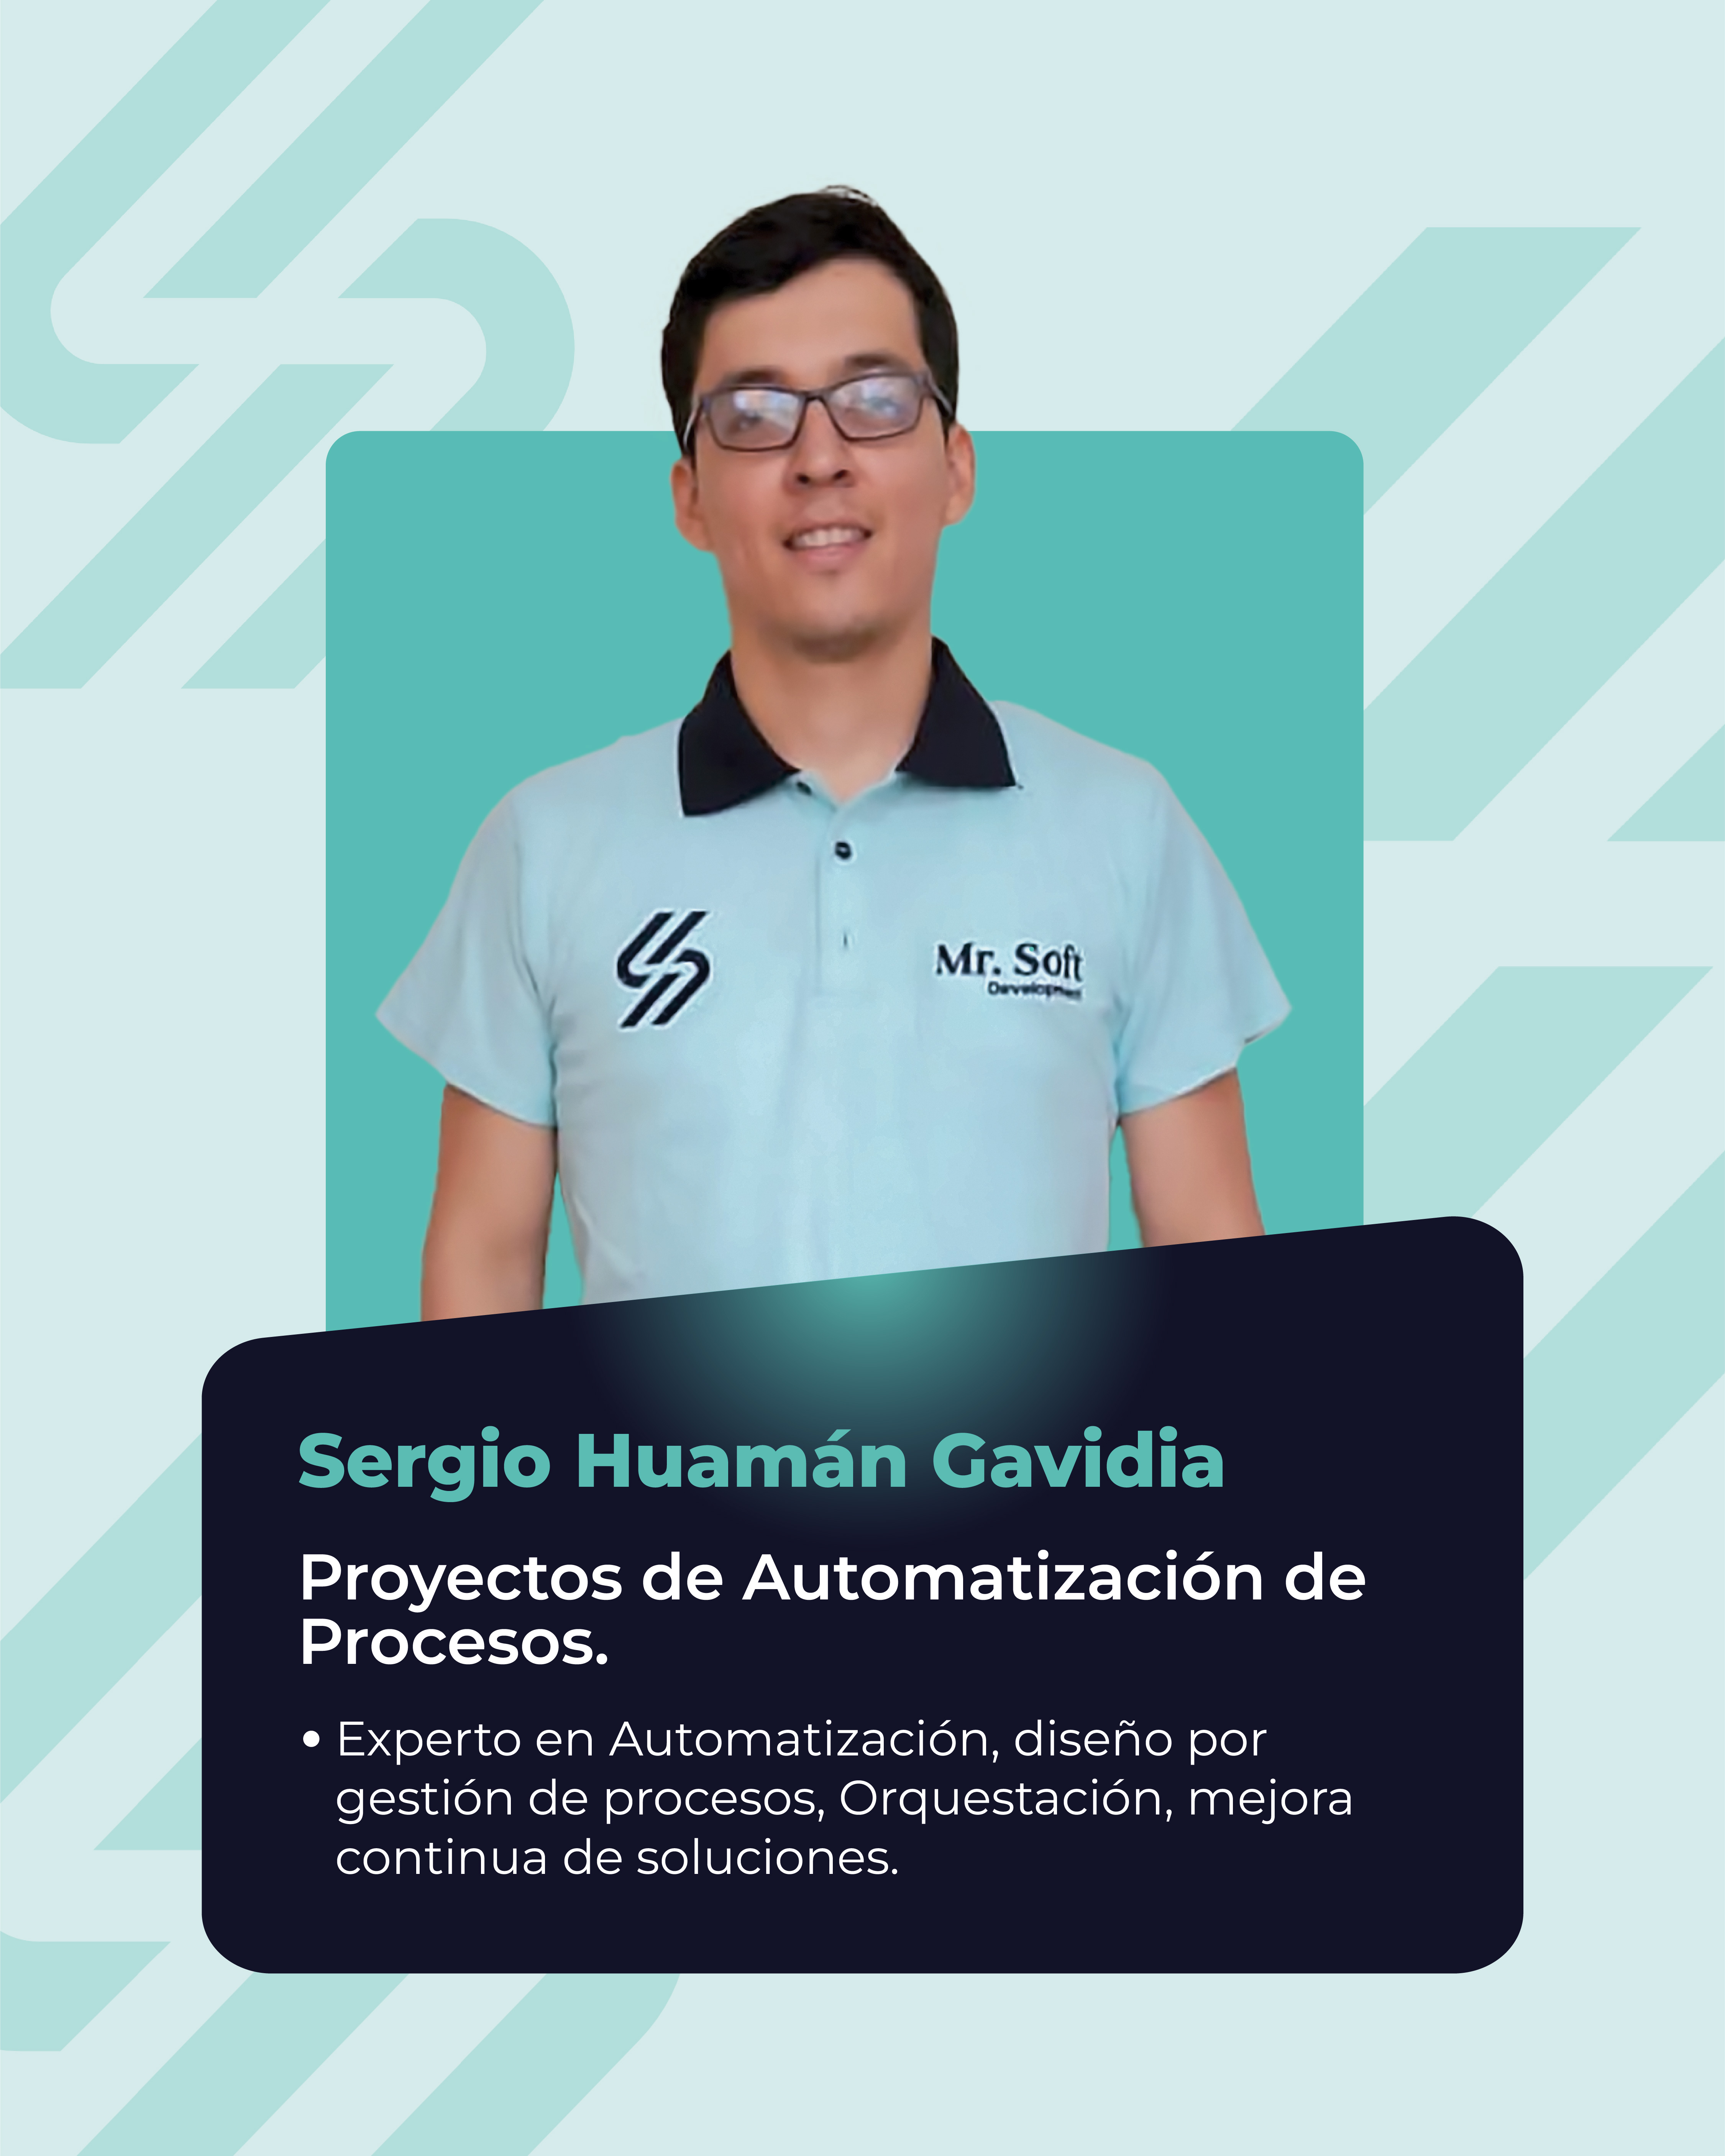 Mr. Soft
Development
Sergio Huamán Gavidia
Proyectos de Automatización de
Procesos.
• Experto en Automatización, diseño por
gestión de procesos, Orquestación, mejora
continua de soluciones.